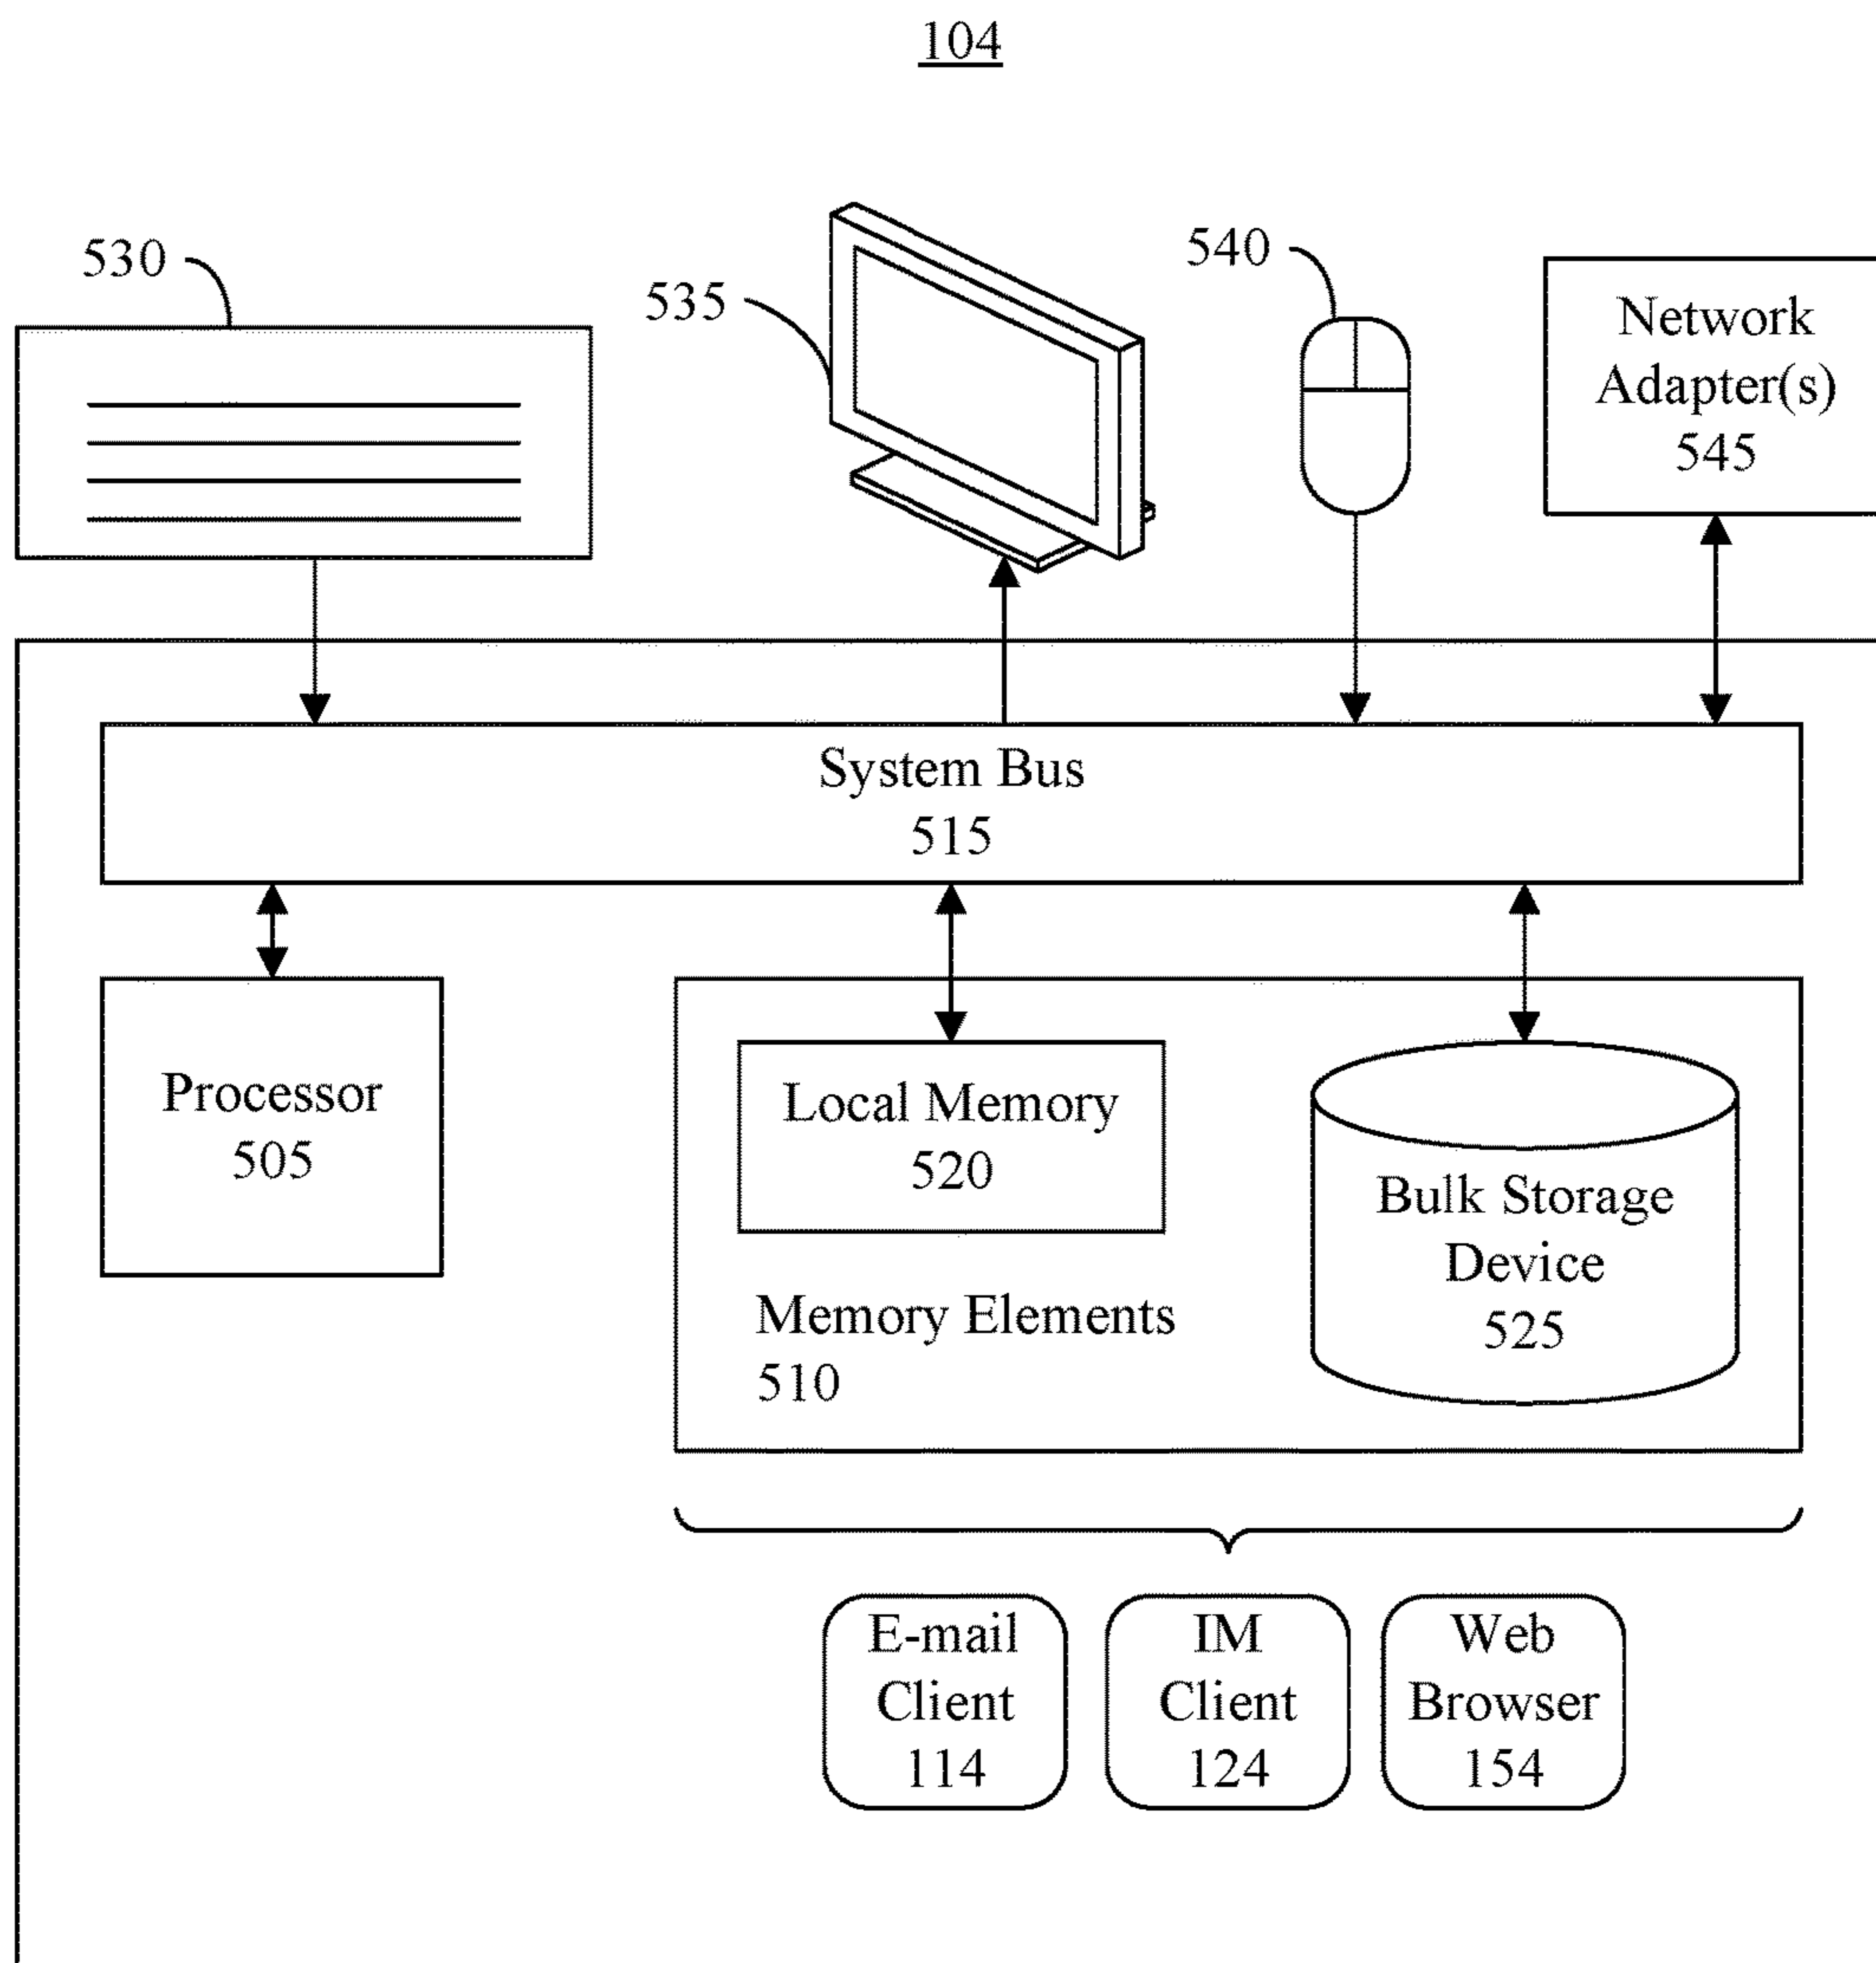 104
530
535
540
Network
Adapter(s)
545
System Bus
515
Processor
505
Local Memory
520
Memory Elements
510
Bulk Storage
Device
525
E-mail
Client
114
IM
Client
124
Web
Browser
154